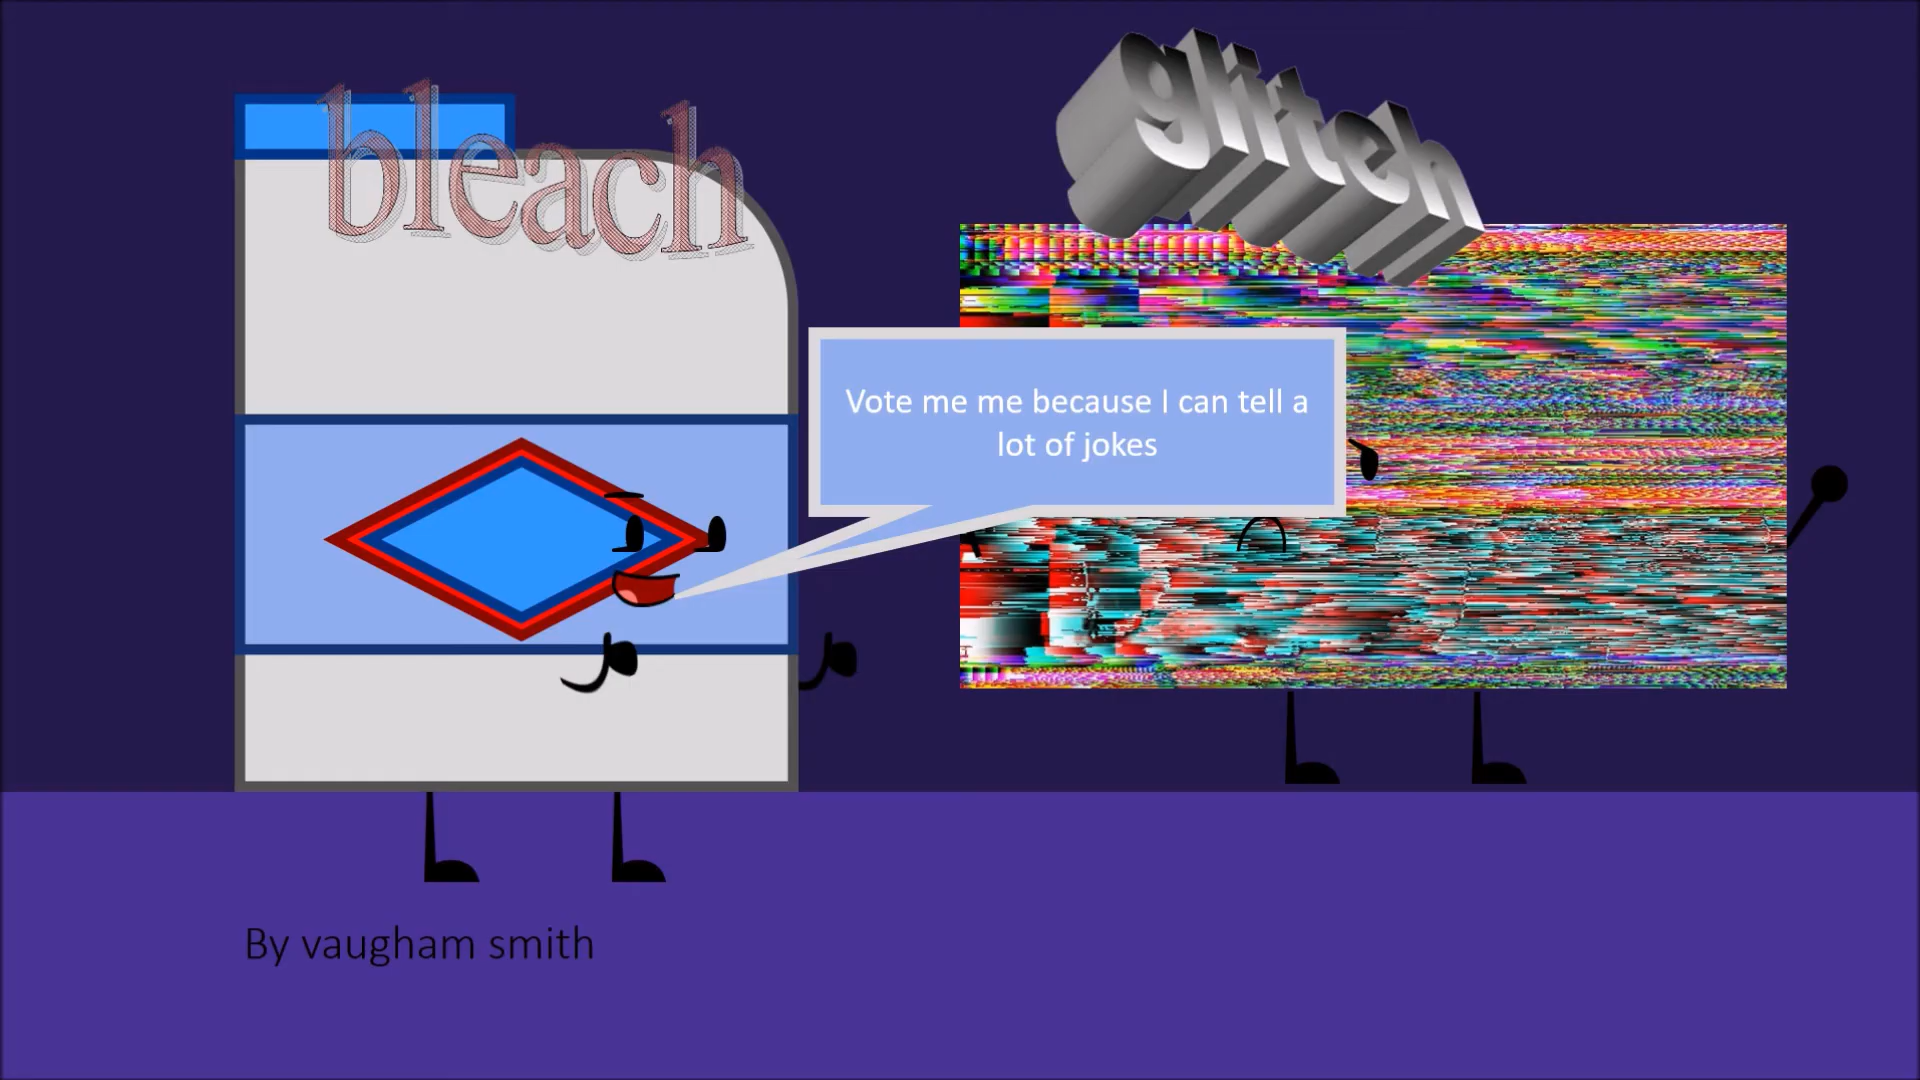 bleach
glitch
Vote me me because I can tell a
lot of jokes
By vaugham smith